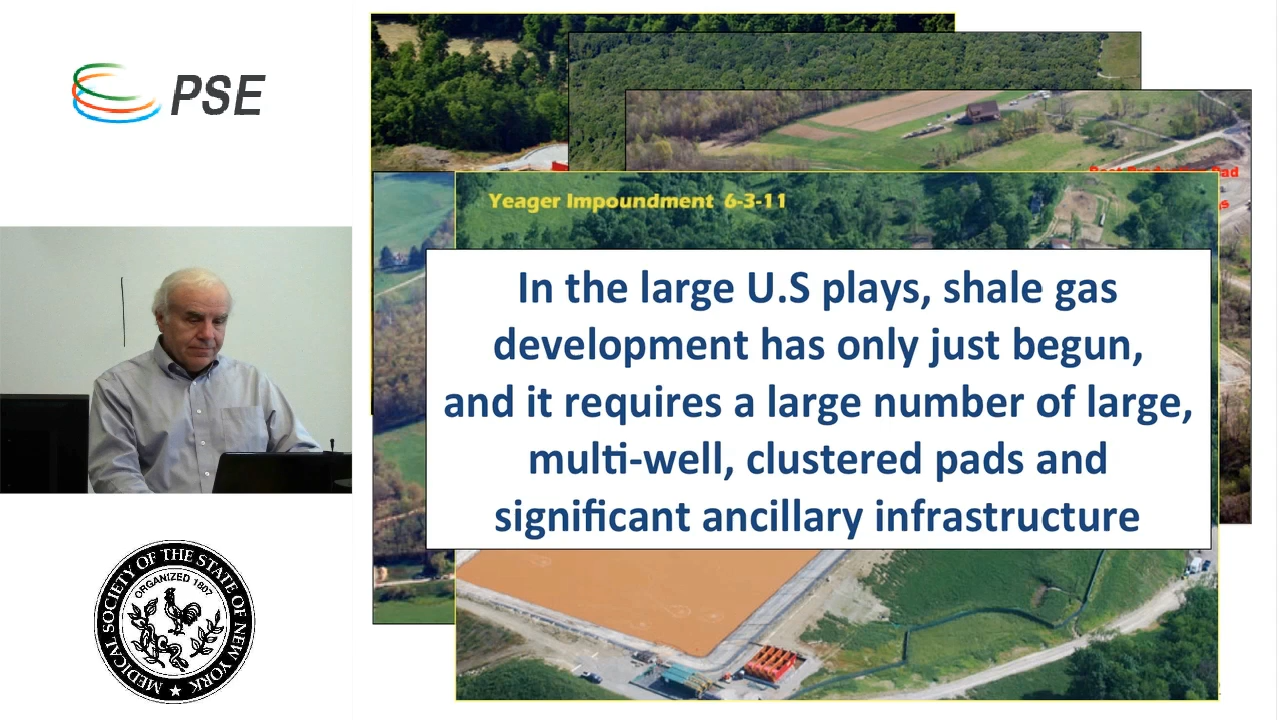 PSE
Yeager Impoundment 6-3-11
In the large U.S plays, shale gas
development has only just begun,
and it requires a large number of large,
multi-well, clustered pads and
significant ancillary infrastructure
MEDICAL SOCIETY OF THE STATE OF NEW YORK
ORGANIZED 1807